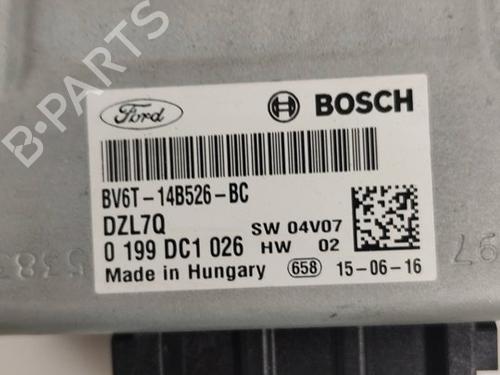 Ford
BOSCH
BV6T-14B526-BC
DZL7Q
SW 04V07
0 199 DC1 026
HW 02
Made in Hungary
658
15-06-16